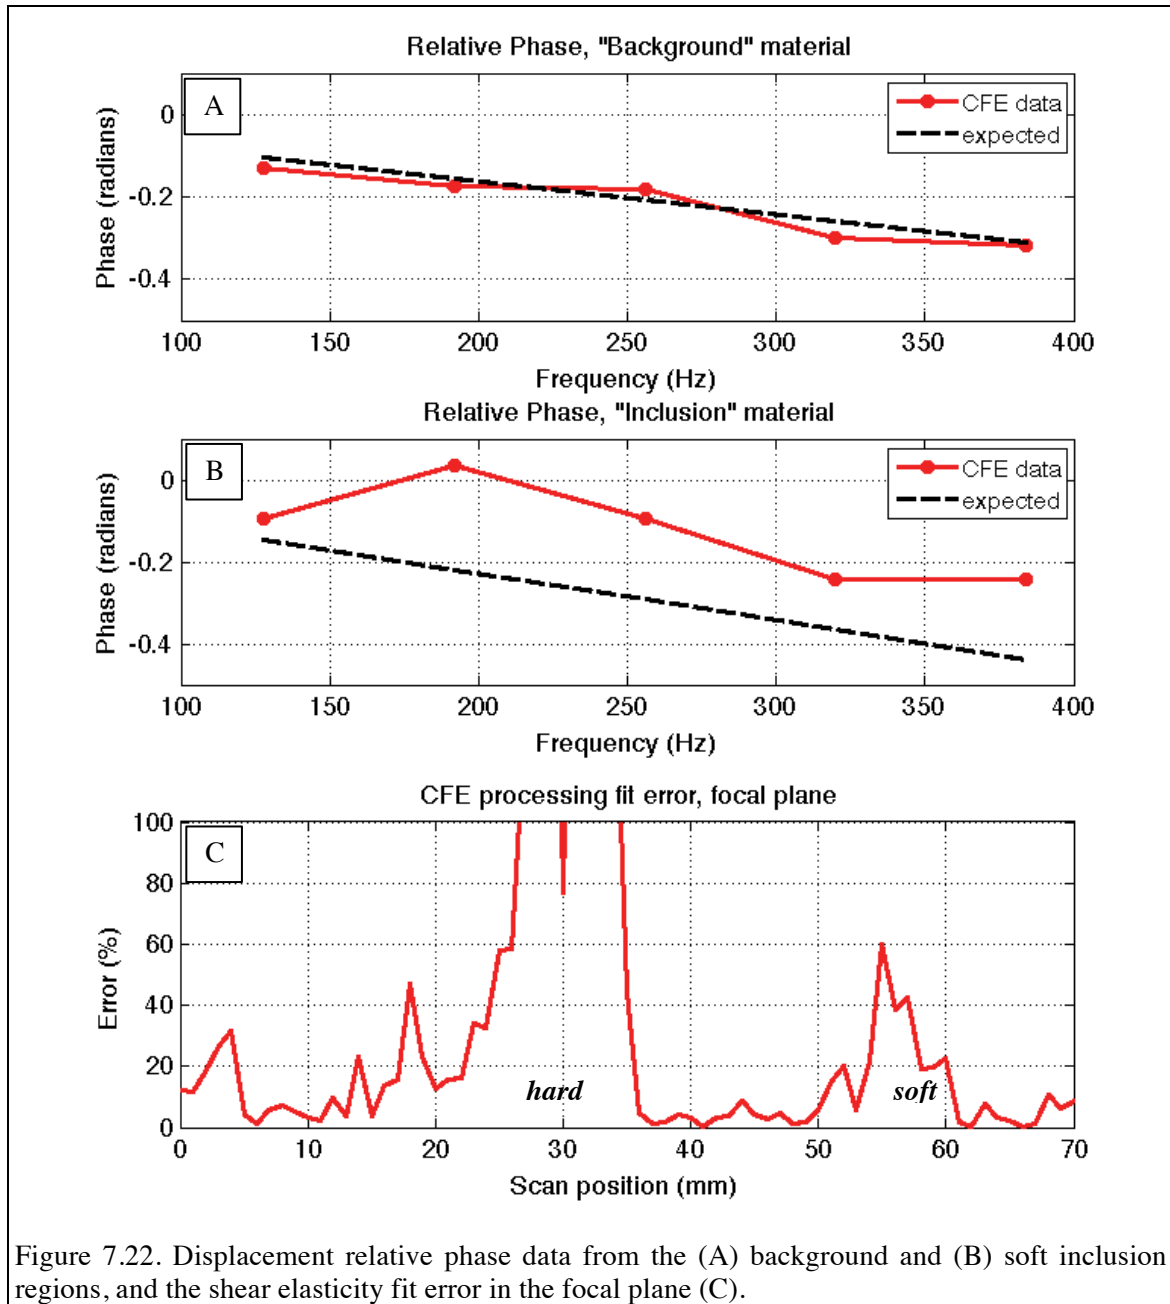 Relative Phase, "Background" material
A
CFE data
expected
0
-0.2
-0.4
Phase (radians)
100 150 200 250 300 350 400
Frequency (Hz)
Relative Phase, "Inclusion" material
B
CFE data
expected
0
-0.2
-0.4
Phase (radians)
100 150 200 250 300 350 400
Frequency (Hz)
CFE processing fit error, focal plane
C
100
80
60
40
20
0
Error (%)
hard soft
0 10 20 30 40 50 60 70
Scan position (mm)
Figure 7.22. Displacement relative phase data from the (A) background and (B) soft inclusion
regions, and the shear elasticity fit error in the focal plane (C).